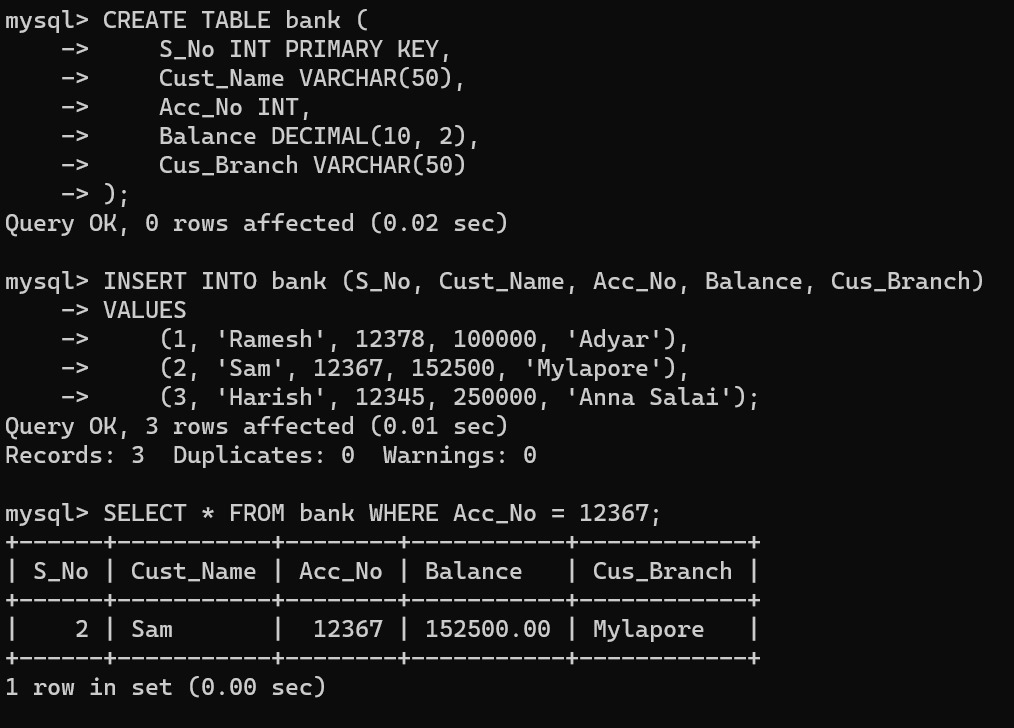 mysql> CREATE TABLE bank (
    ->     S_No INT PRIMARY KEY,
    ->     Cust_Name VARCHAR(50),
    ->     Acc_No INT,
    ->     Balance DECIMAL(10, 2),
    ->     Cus_Branch VARCHAR(50)
    -> );
Query OK, 0 rows affected (0.02 sec)

mysql> INSERT INTO bank (S_No, Cust_Name, Acc_No, Balance, Cus_Branch)
    -> VALUES
    ->     (1, 'Ramesh', 12378, 100000, 'Adyar'),
    ->     (2, 'Sam', 12367, 152500, 'Mylapore'),
    ->     (3, 'Harish', 12345, 250000, 'Anna Salai');
Query OK, 3 rows affected (0.01 sec)
Records: 3  Duplicates: 0  Warnings: 0

mysql> SELECT * FROM bank WHERE Acc_No = 12367;
+------+-----------+--------+-----------+------------+
| S_No | Cust_Name | Acc_No | Balance   | Cus_Branch |
+------+-----------+--------+-----------+------------+
|    2 | Sam       |  12367 | 152500.00 | Mylapore   |
+------+-----------+--------+-----------+------------+
1 row in set (0.00 sec)